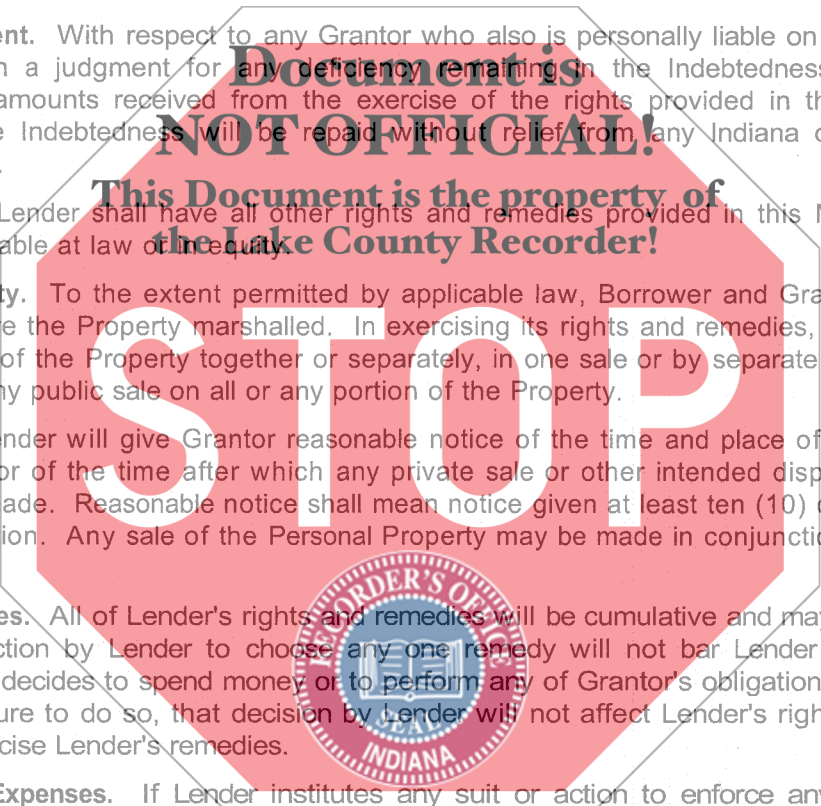 ent. With respect to any Grantor who also is personally liable on
Document is
n a judgment for any deficiency remaining in the Indebtedness
amounts received from the exercise of the rights provided in th
NOT OFFICIAL!
e Indebtedness will be repaid without relief from any Indiana o
This Document is the property of
Lender shall have all other rights and remedies provided in this M
the Lake County Recorder!
able at law or in equity.
ty. To the extent permitted by applicable law, Borrower and Gra
re the Property marshalled. In exercising its rights and remedies,
of the Property together or separately, in one sale or by separate
ny public sale on all or any portion of the Property.
STOP
ender will give Grantor reasonable notice of the time and place of
or of the time after which any private sale or other intended disp
ade. Reasonable notice shall mean notice given at least ten (10) d
ion. Any sale of the Personal Property may be made in conjunctio
es. All of Lender's rights and remedies will be cumulative and may
ction by Lender to choose any one remedy will not bar Lender
decides to spend money or to perform any of Grantor's obligation
ure to do so, that decision by Lender will not affect Lender's righ
cise Lender's remedies.
RECORDER'S OFFICE
SEAL
INDIANA
Expenses. If Lender institutes any suit or action to enforce any